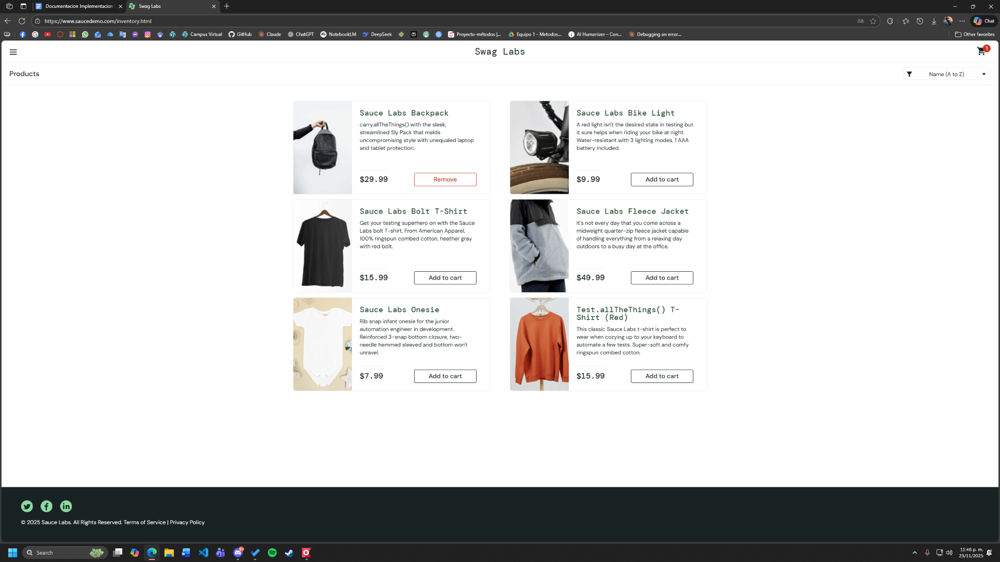 Documentacion Implementacion
Swag Labs
https://www.saucedemo.com/inventory.html
Chat
Campus Virtual
GitHub
Claude
ChatGPT
NotebookLM
DeepSeek
Proyecto-métodos |...
Equipo 1 - Metodos...
AI Humanizer – Con...
Debugging an error...
Other favorites
Swag Labs
1
Products
Name (A to Z)
Sauce Labs Backpack
carry.allTheThings() with the sleek,
streamlined Sly Pack that melds
uncompromising style with unequaled laptop
and tablet protection.
$29.99
Remove
Sauce Labs Bike Light
A red light isn't the desired state in testing but
it sure helps when riding your bike at night.
Water-resistant with 3 lighting modes, 1 AAA
battery included.
$9.99
Add to cart
Sauce Labs Bolt T-Shirt
Get your testing superhero on with the Sauce
Labs bolt T-shirt. From American Apparel,
100% ringspun combed cotton, heather gray
with red bolt.
$15.99
Add to cart
Sauce Labs Fleece Jacket
It's not every day that you come across a
midweight quarter-zip fleece jacket capable
of handling everything from a relaxing day
outdoors to a busy day at the office.
$49.99
Add to cart
Sauce Labs Onesie
Rib snap infant onesie for the junior
automation engineer in development.
Reinforced 3-snap bottom closure, two-
needle hemmed sleeved and bottom won't
unravel.
$7.99
Add to cart
Test.allTheThings() T-
Shirt (Red)
This classic Sauce Labs t-shirt is perfect to
wear when cozying up to your keyboard to
automate a few tests. Super-soft and comfy
ringspun combed cotton.
$15.99
Add to cart
© 2025 Sauce Labs. All Rights Reserved. Terms of Service | Privacy Policy
Search
9+
11:46 p. m.
23/11/2025